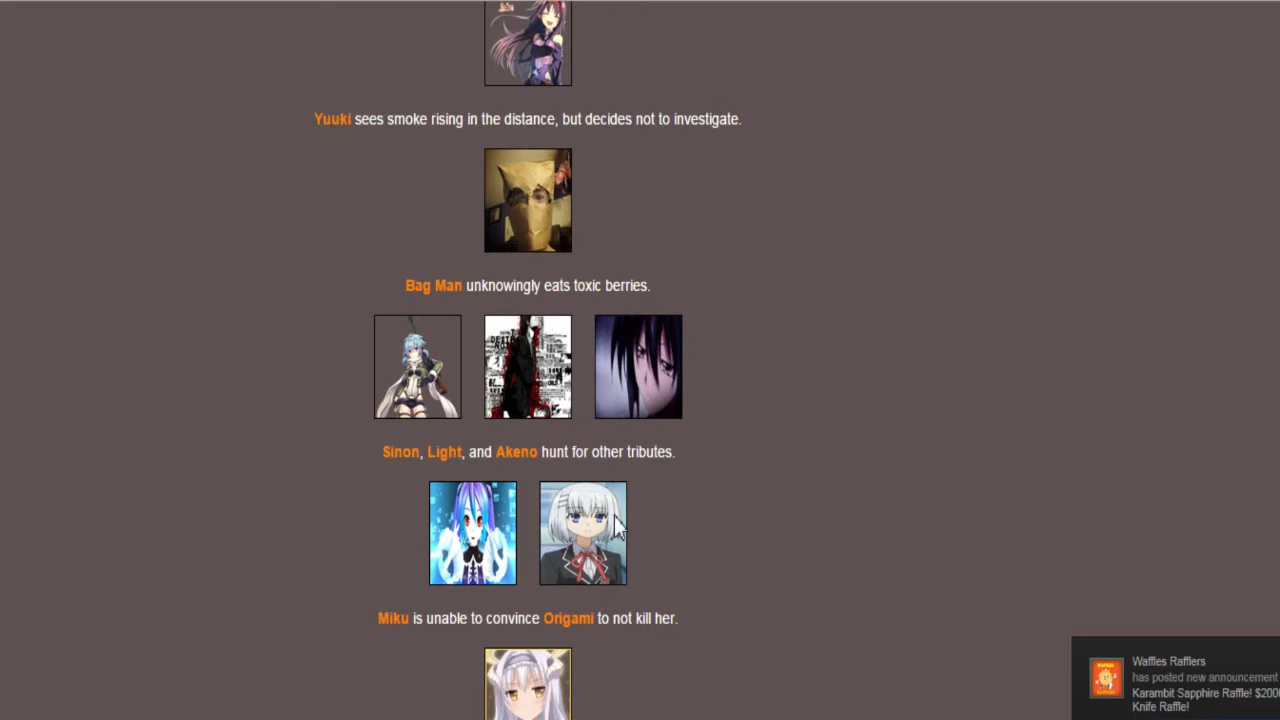 Yuuki sees smoke rising in the distance, but decides not to investigate.
Bag Man unknowingly eats toxic berries.
Sinon, Light, and Akeno hunt for other tributes.
Miku is unable to convince Origami to not kill her.
Waffles Rafflers
has posted new announcement
Karambit Sapphire Raffle! $200
Knife Raffle!